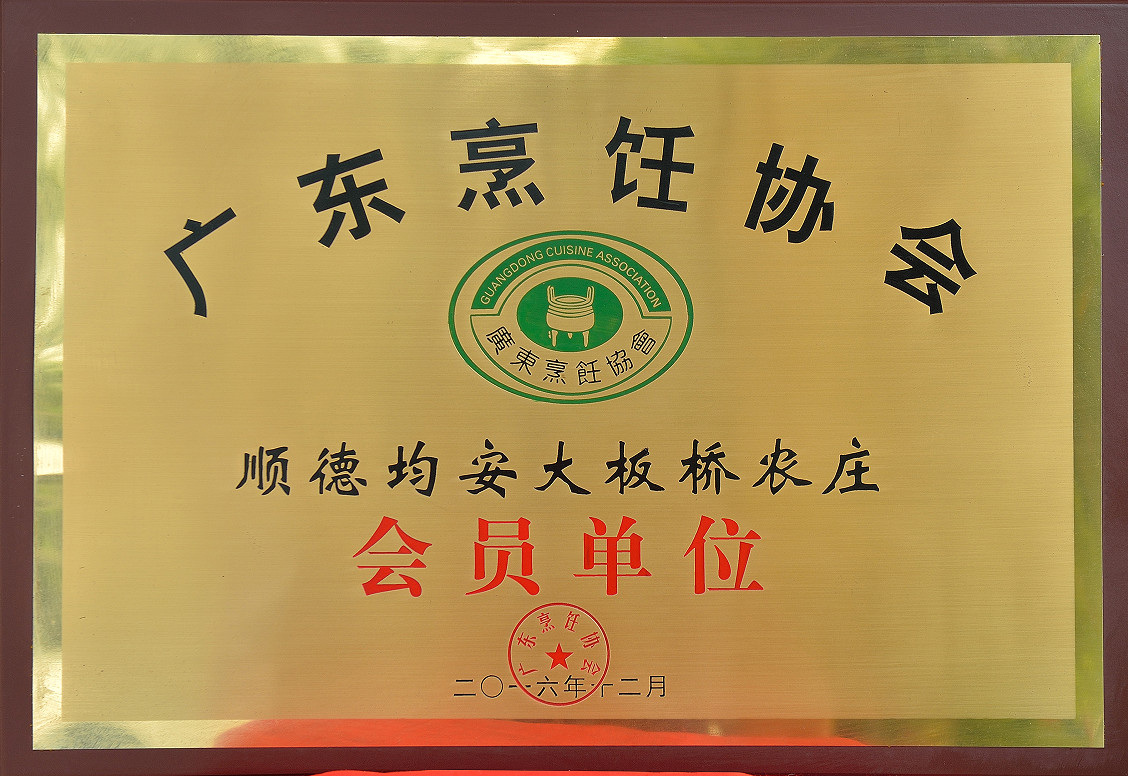 广东烹饪协会
GUANGDONG CUISINE ASSOCIATION
廣東烹飪協會
顺德均安大板桥农庄
会员单位
广东烹饪协会
二〇一六年十二月